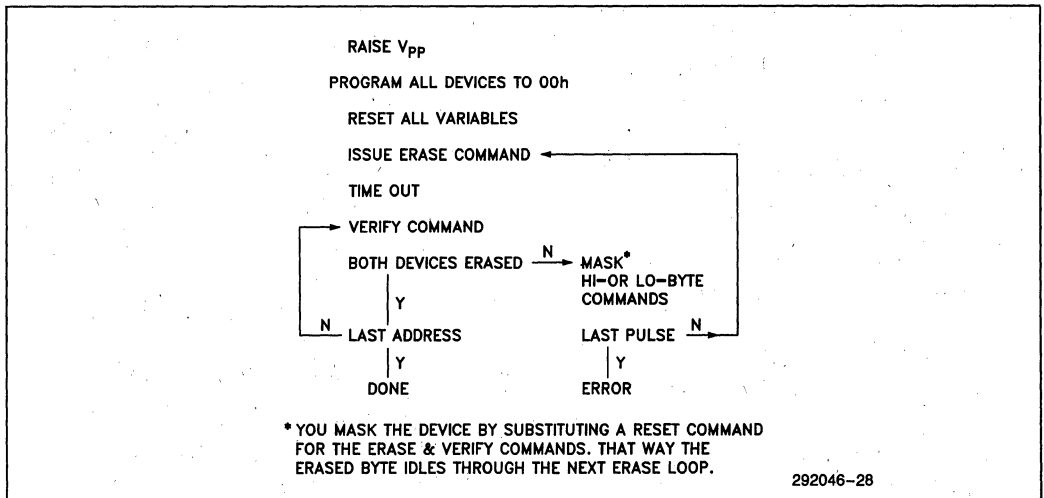 RAISE VPP
PROGRAM ALL DEVICES TO 00h
RESET ALL VARIABLES
ISSUE ERASE COMMAND
TIME OUT
VERIFY COMMAND
BOTH DEVICES ERASED N MASK*
HI-OR LO-BYTE
COMMANDS
Y
N LAST ADDRESS LAST PULSE N
Y Y
DONE ERROR
* YOU MASK THE DEVICE BY SUBSTITUTING A RESET COMMAND
FOR THE ERASE & VERIFY COMMANDS. THAT WAY THE
ERASED BYTE IDLES THROUGH THE NEXT ERASE LOOP.
292046-28